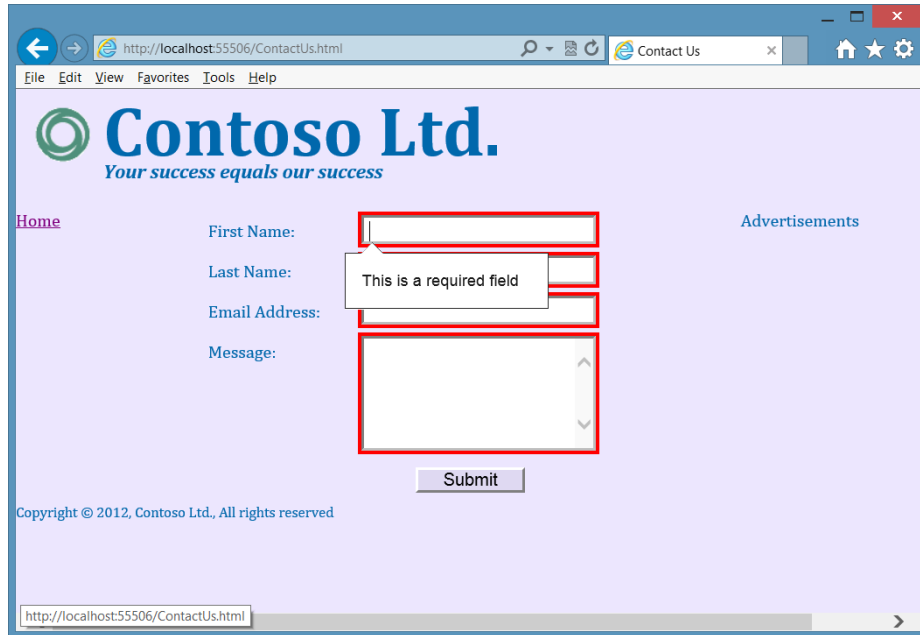 http://localhost:55506/ContactUs.html
Contact Us
File Edit View Favorites Tools Help
Contoso Ltd.
Your success equals our success
Home
First Name:
Advertisements
Last Name:
This is a required field
Email Address:
Message:
Submit
Copyright © 2012, Contoso Ltd., All rights reserved
http://localhost:55506/ContactUs.html